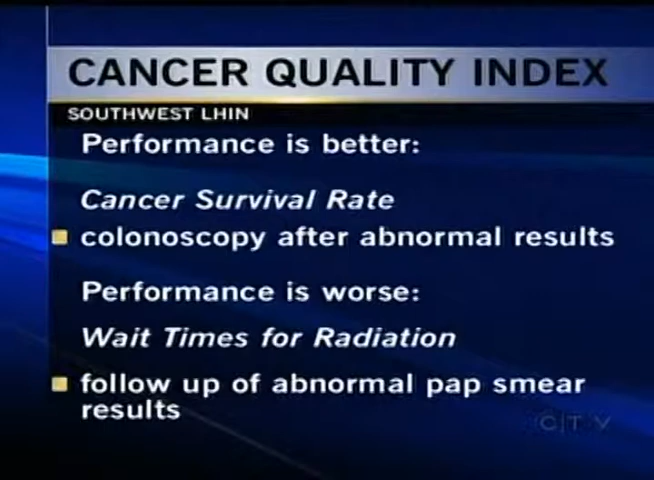 CANCER QUALITY INDEX
SOUTHWEST LHIN
Performance is better:
Cancer Survival Rate
colonoscopy after abnormal results
Performance is worse:
Wait Times for Radiation
follow up of abnormal pap smear
results
CTV